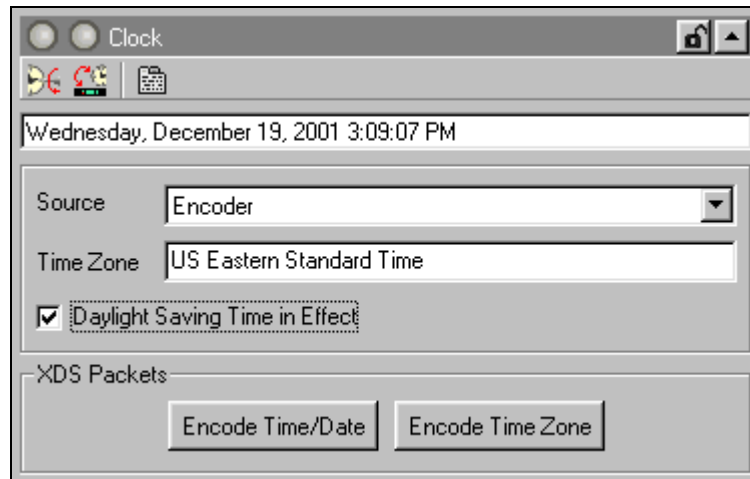 Clock
Wednesday, December 19, 2001 3:09:07 PM
Source Encoder
Time Zone US Eastern Standard Time
Daylight Saving Time in Effect
XDS Packets
Encode Time/Date Encode Time Zone